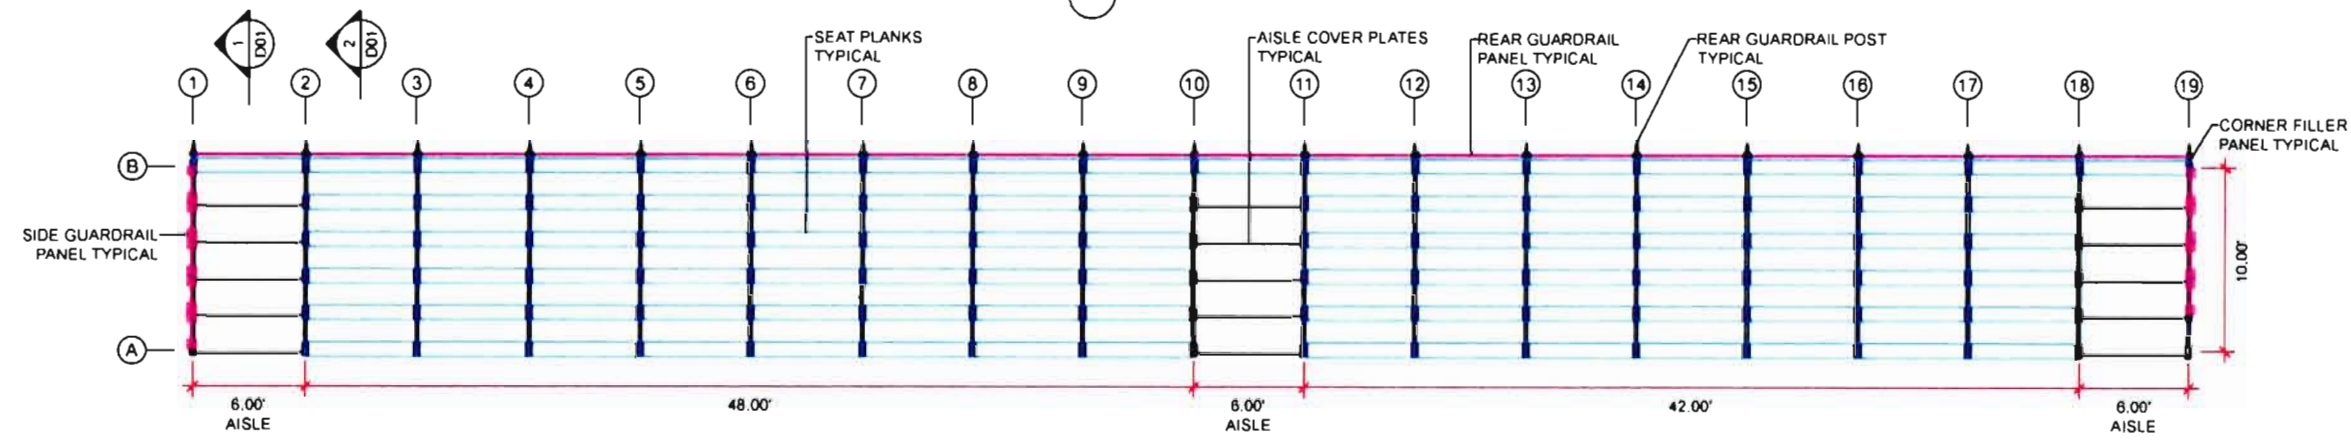 1
D01
2
D01
SEAT PLANKS
TYPICAL
AISLE COVER PLATES
TYPICAL
REAR GUARDRAIL
PANEL TYPICAL
REAR GUARDRAIL POST
TYPICAL
1 2 3 4 5 6 7 8 9 10 11 12 13 14 15 16 17 18 19
CORNER FILLER
PANEL TYPICAL
B
SIDE GUARDRAIL
PANEL TYPICAL
10.00'
A
6.00' 48.00' 6.00' 42.00' 6.00'
AISLE AISLE AISLE